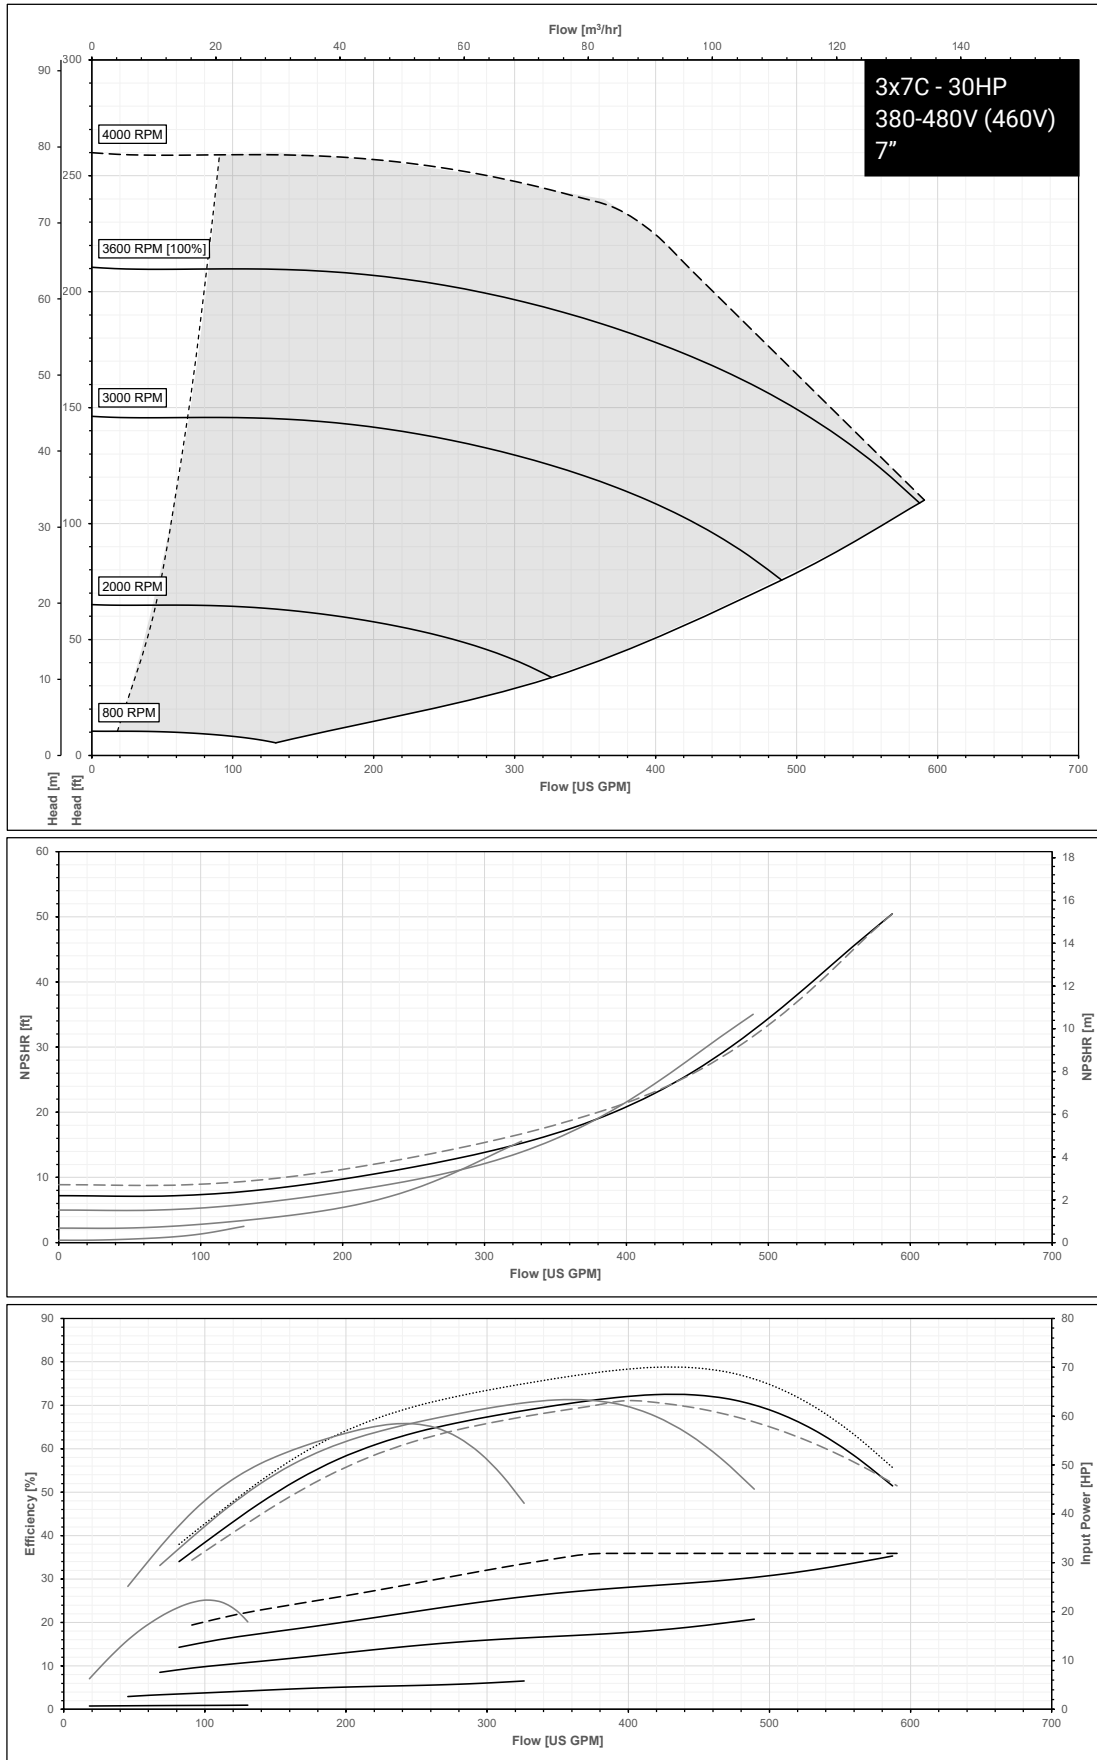 Flow [m³/hr]
0 20 40 60 80 100 120 140
3x7C - 30HP
380-480V (460V)
7”
90 80 70 60 50 40 30 20 10 0
Head [m]
300 250 200 150 100 50 0
Head [ft]
4000 RPM
3600 RPM [100%]
3000 RPM
2000 RPM
800 RPM
0 100 200 300 400 500 600 700
Flow [US GPM]
60 50 40 30 20 10 0
NPSHR [ft]
18 16 14 12 10 8 6 4 2 0
NPSHR [m]
0 100 200 300 400 500 600 700
Flow [US GPM]
90 80 70 60 50 40 30 20 10 0
Efficiency [%]
80 70 60 50 40 30 20 10 0
Input Power [HP]
0 100 200 300 400 500 600 700
Flow [US GPM]